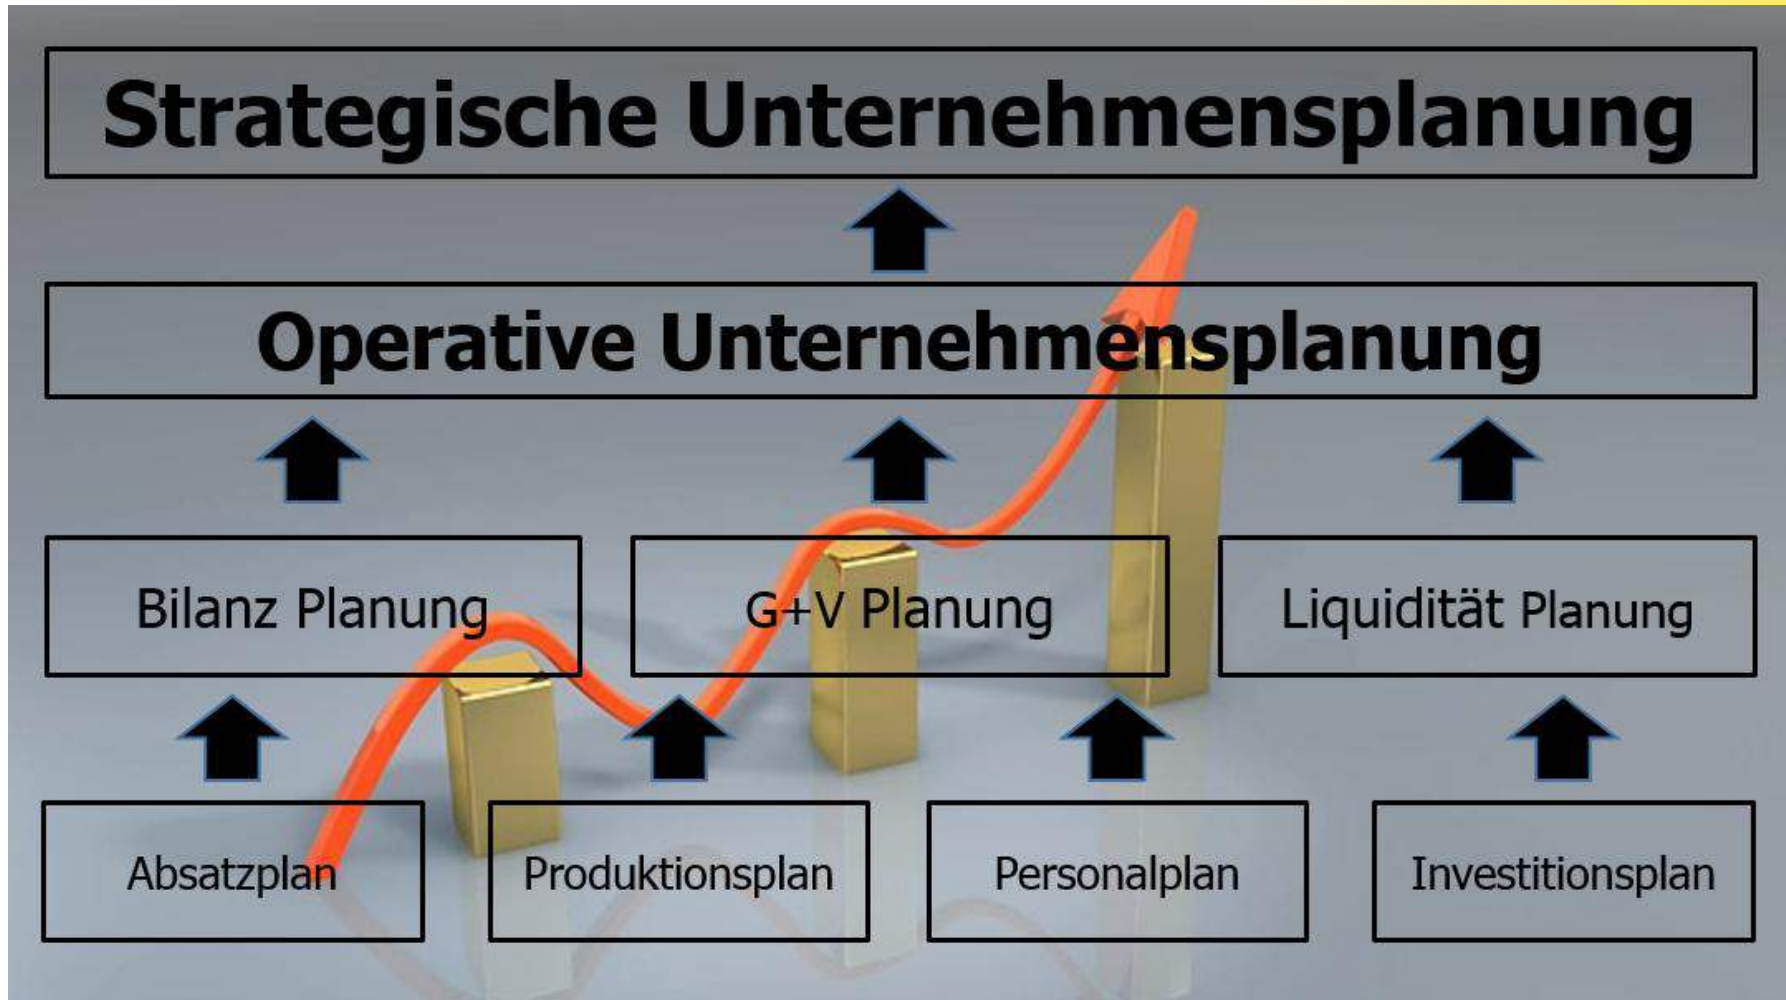 Strategische Unternehmensplanung
Operative Unternehmensplanung
Bilanz Planung
G+V Planung
Liquidität Planung
Absatzplan
Produktionsplan
Personalplan
Investitionsplan